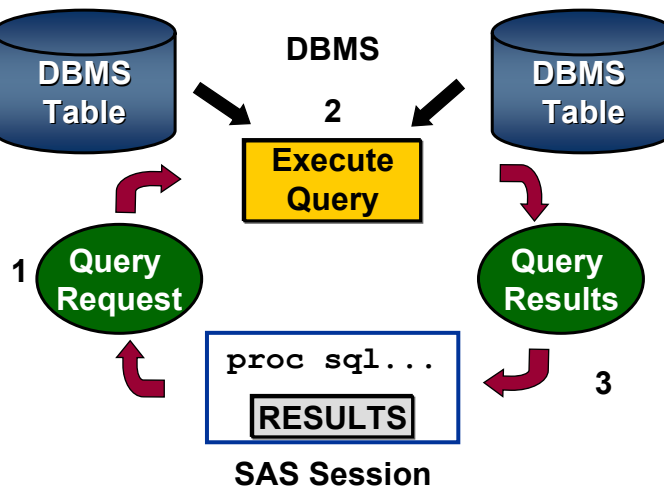 DBMS
DBMS
Table
DBMS
Table
2
Execute
Query
1
Query
Request
Query
Results
proc sql...
RESULTS
3
SAS Session